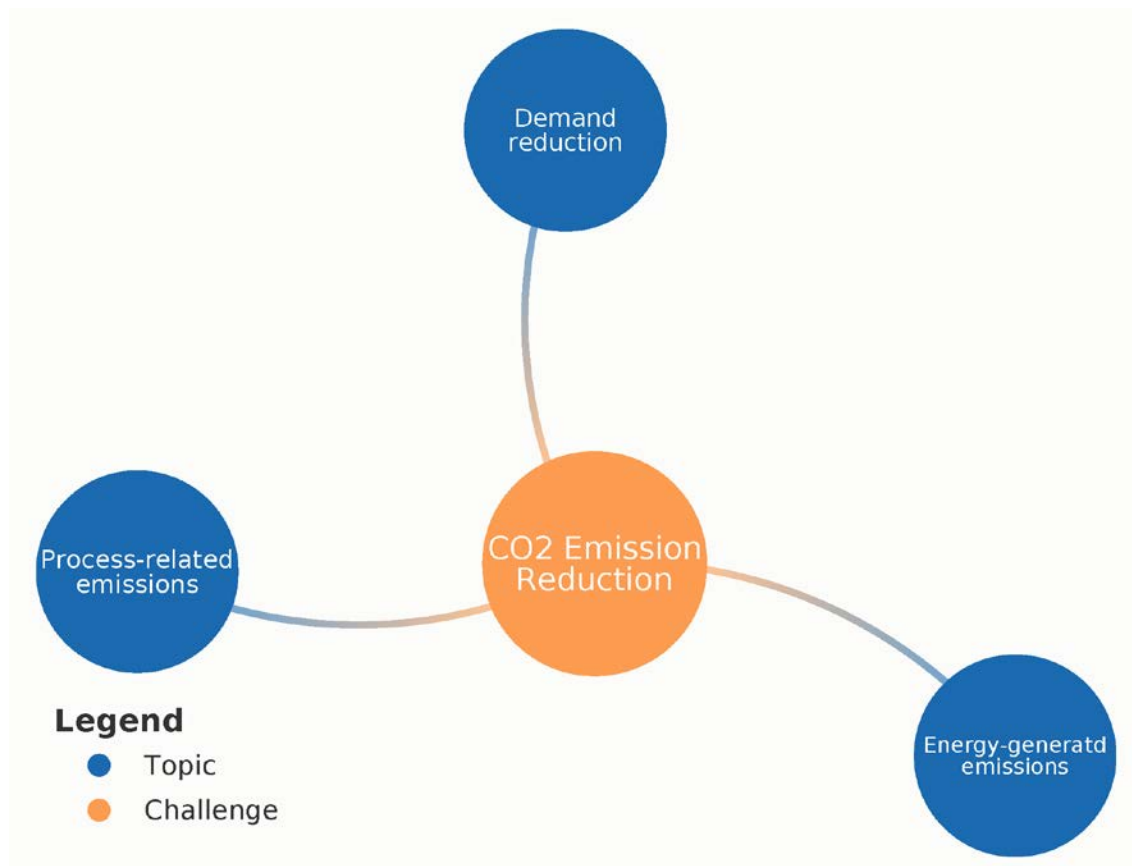 Demand
reduction
CO2 Emission
Reduction
Process-related
emissions
Energy-generatd
emissions
Legend
Topic
Challenge